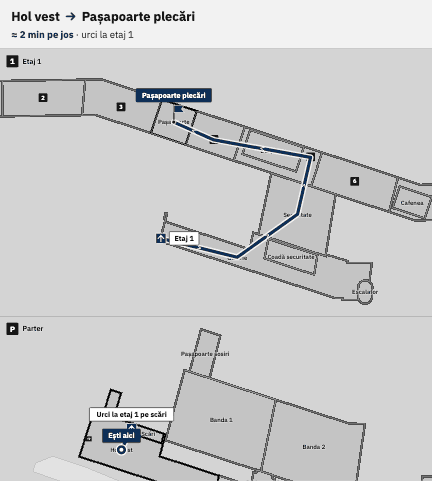 Hol vest → Pașapoarte plecări
≈ 2 min pe jos · urci la etaj 1
1 Etaj 1
2
3
Pașapoarte plecări
6
Cafenea
Securitate
Etaj 1
Coadă securitate
Escalator
P Parter
Pașapoarte sosiri
Banda 1
Banda 2
Urci la etaj 1 pe scări
Scări
Ești aici